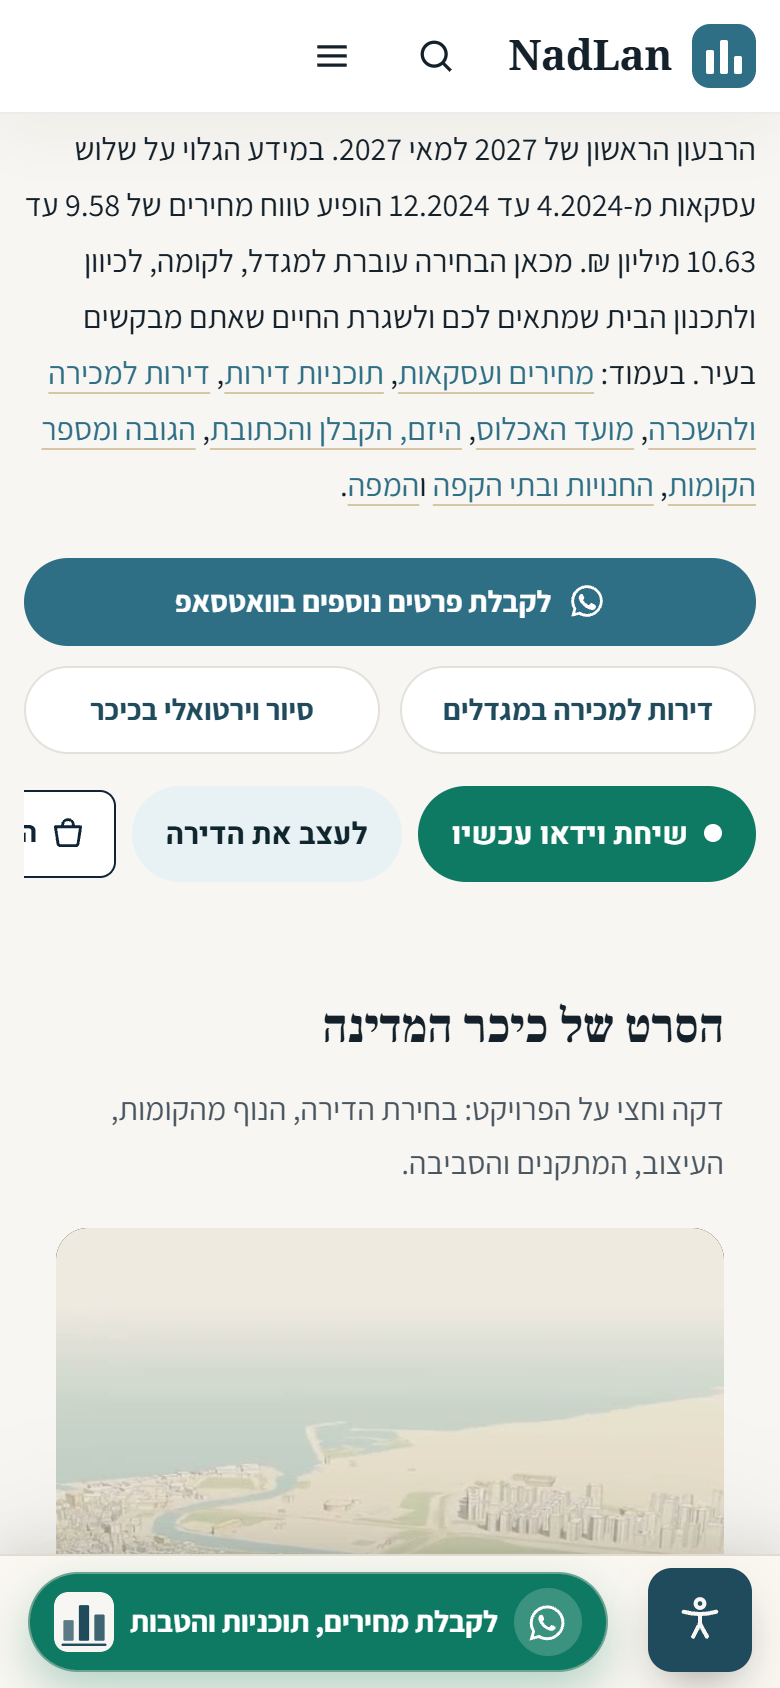 NadLan
הרבעון הראשון של 2027 למאי 2027. במידע הגלוי על שלוש
עסקאות מ-4.2024 עד 12.2024 הופיע טווח מחירים של 9.58 עד
10.63 מיליון ₪. מכאן הבחירה עוברת למגדל, לקומה, לכיוון
ולתכנון הבית שמתאים לכם ולשגרת החיים שאתם מבקשים
בעיר. בעמוד: מחירים ועסקאות, תוכניות דירות, דירות למכירה
ולהשכרה, מועד האכלוס, היזם, הקבלן והכתובת, הגובה ומספר
הקומות, החנויות ובתי הקפה והמפה.
לקבלת פרטים נוספים בוואטסאפ
דירות למכירה במגדלים
סיור וירטואלי בכיכר
שיחת וידאו עכשיו
לעצב את הדירה
הסרט של כיכר המדינה
דקה וחצי על הפרויקט: בחירת הדירה, הנוף מהקומות,
העיצוב, המתקנים והסביבה.
לקבלת מחירים, תוכניות והטבות